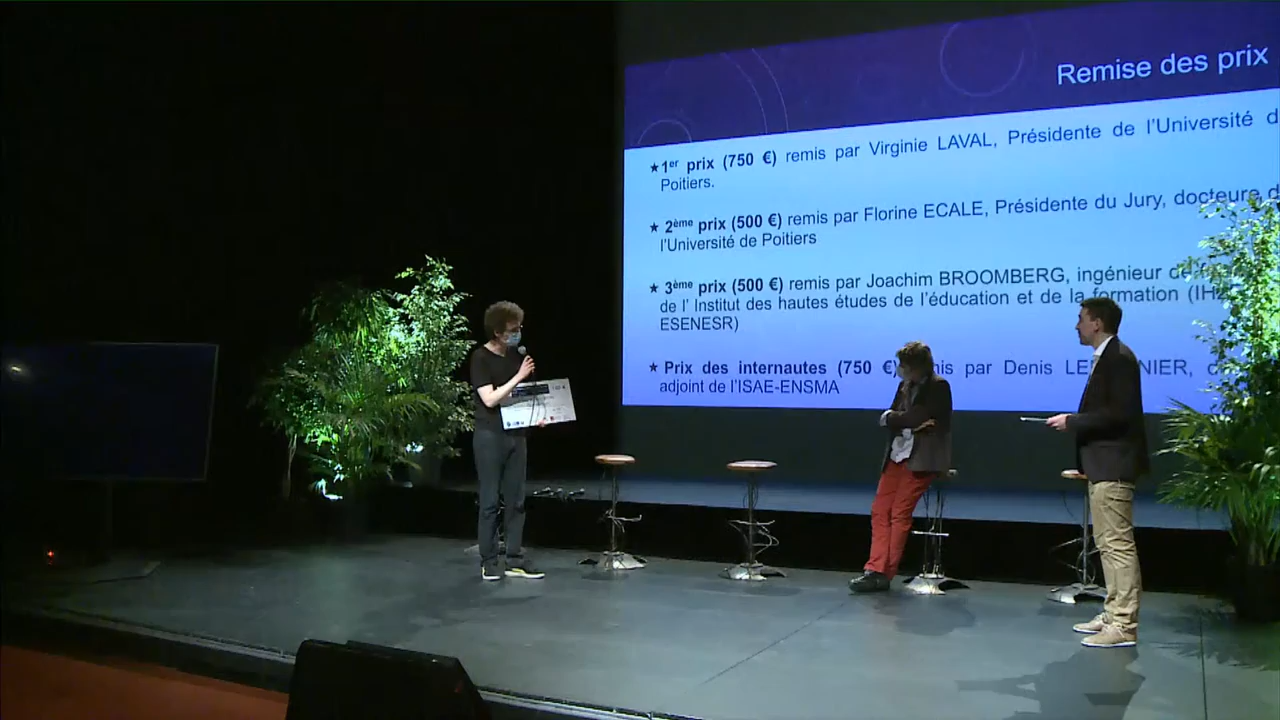 Remise des prix
★ 1er prix (750 €) remis par Virginie LAVAL, Présidente de l'Université d
Poitiers.
★ 2ème prix (500 €) remis par Florine ECALE, Présidente du Jury, docteure d
l'Université de Poitiers
★ 3ème prix (500 €) remis par Joachim BROOMBERG, ingénieur de
de l' Institut des hautes études de l'éducation et de la formation
ESENESR)
★ Prix des internautes (750 €) par Denis
adjoint de l'ISAE-ENSMA